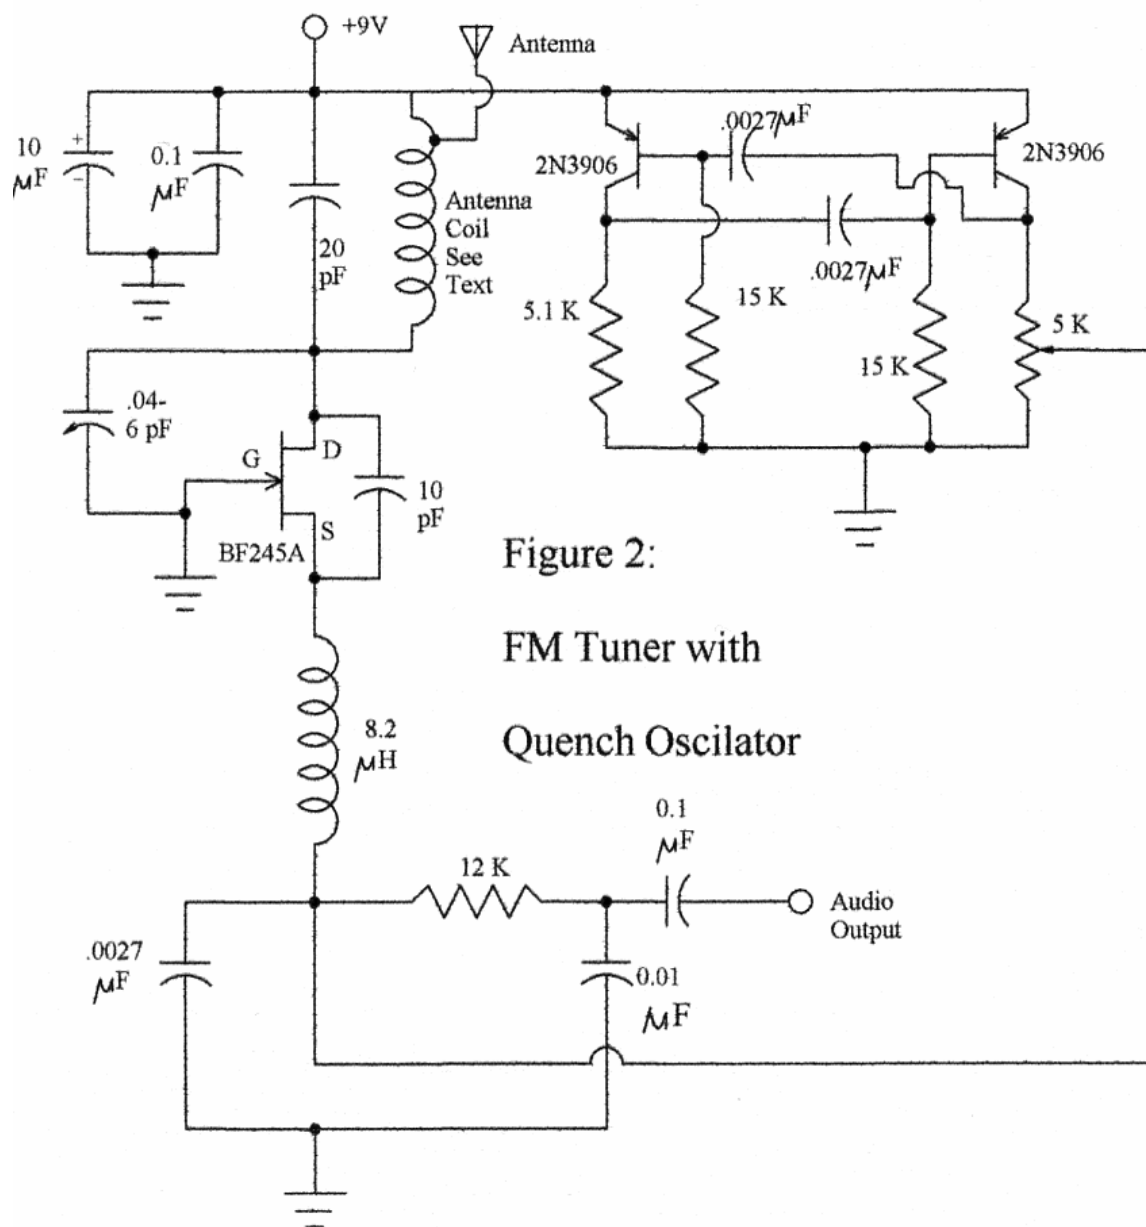 +9V
Antenna
10
μF
+
−
0.1
μF
20
pF
Antenna
Coil
See
Text
2N3906
.0027μF
2N3906
.0027μF
5.1 K
15 K
15 K
5 K
.04-
6 pF
G
D
S
BF245A
10
pF
Figure 2:
FM Tuner with
Quench Oscilator
8.2
μH
12 K
0.1
μF
Audio
Output
.0027
μF
0.01
μF